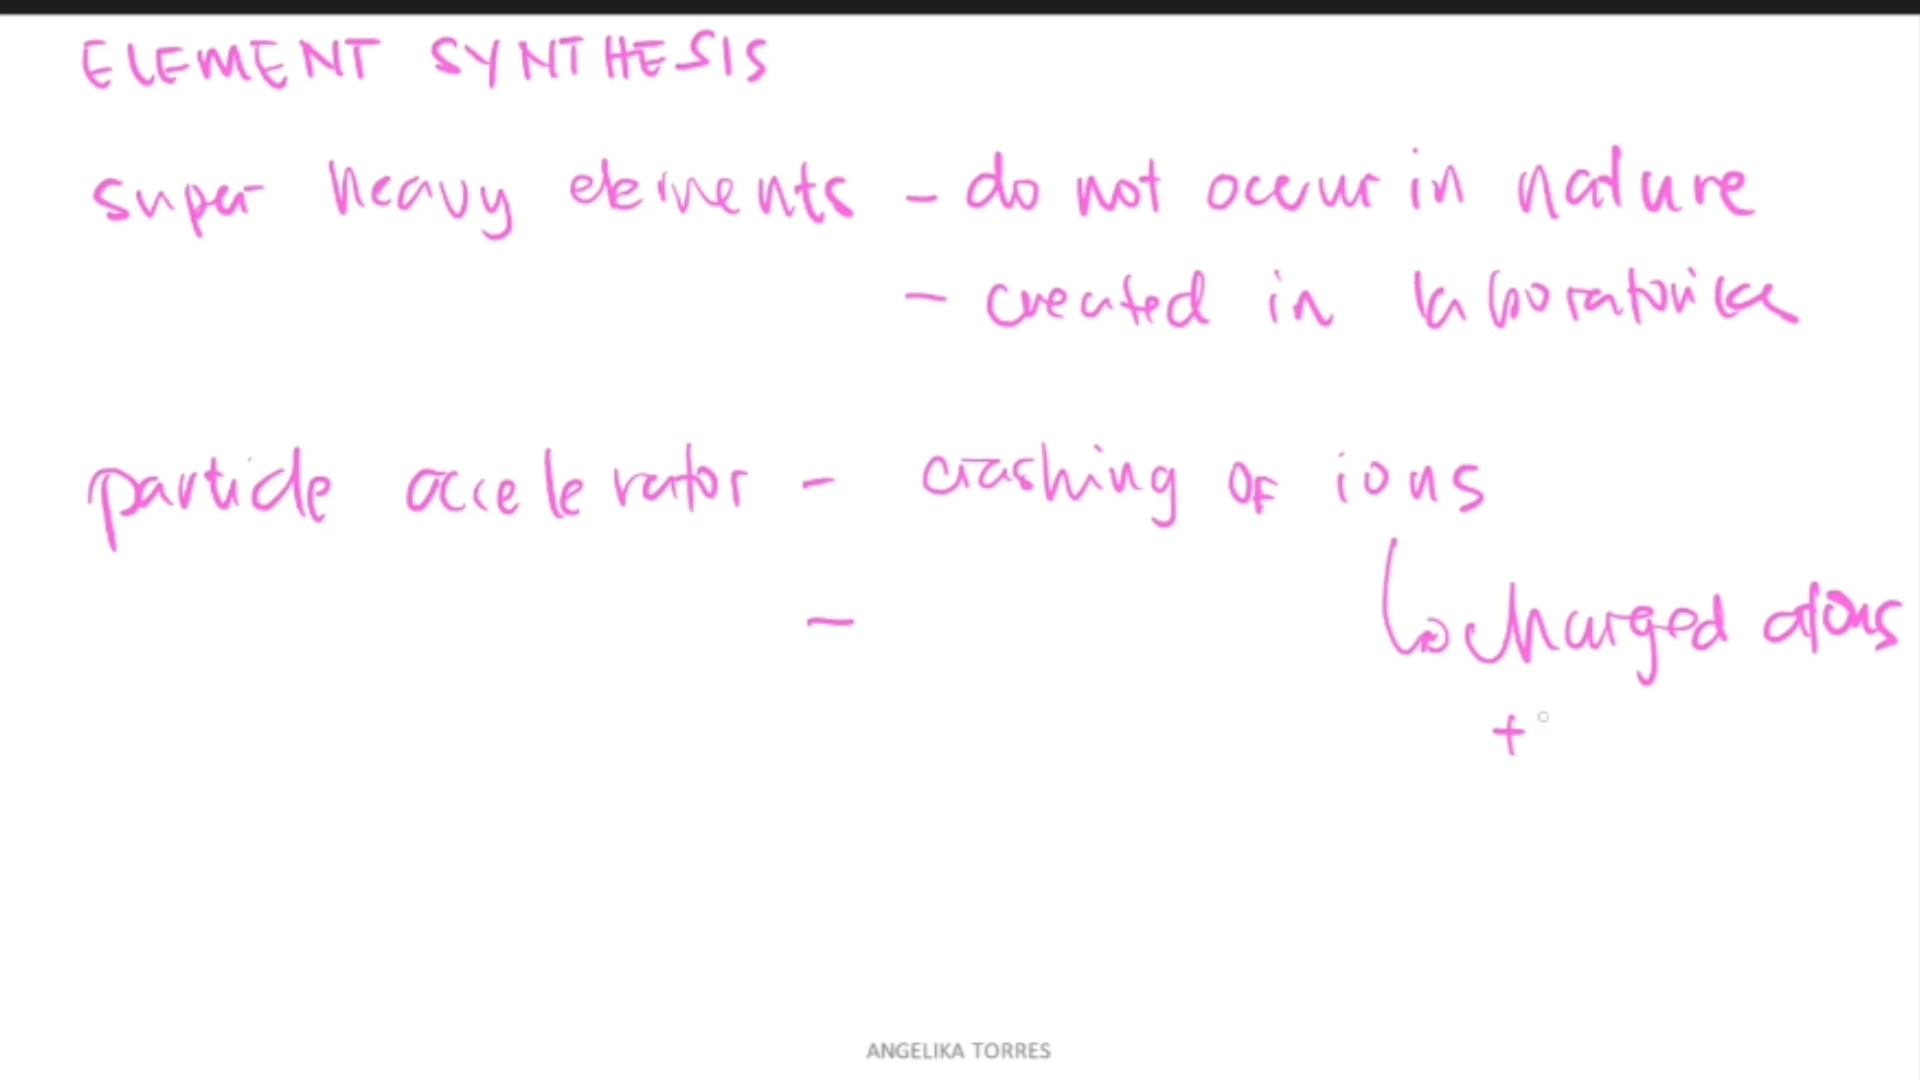 ELEMENT SYNTHESIS
super heavy elements - do not occur in nature
- created in laboratories
particle accelerator - crashing of ions
-
↳ charged atoms
+
ANGELIKA TORRES